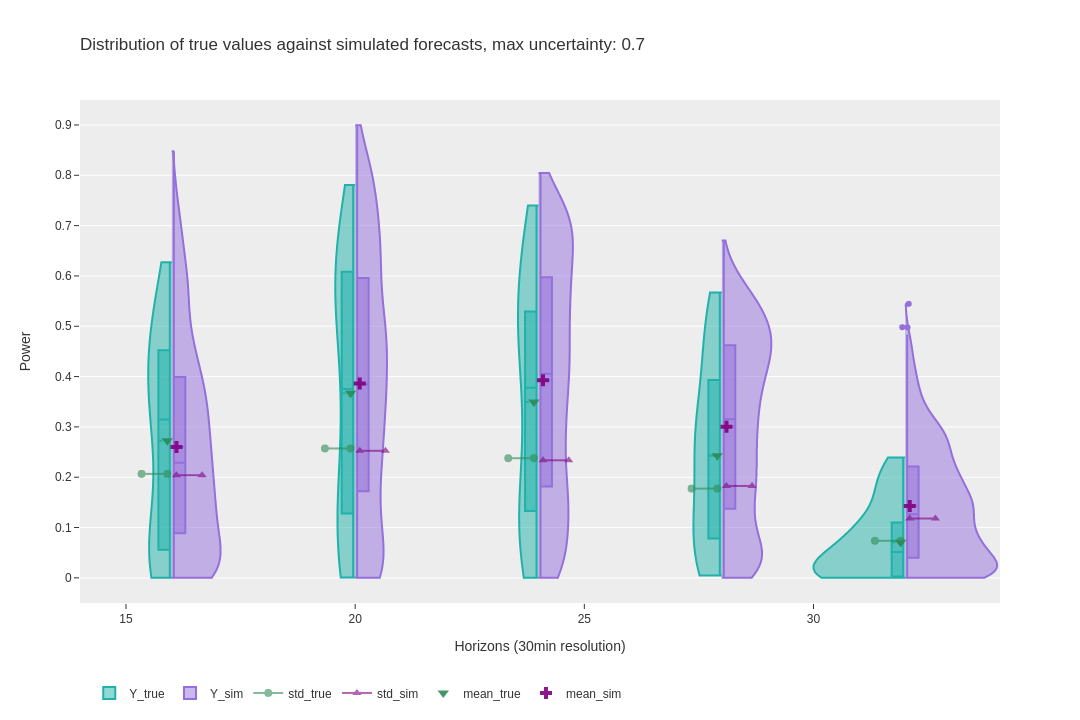 Distribution of true values against simulated forecasts, max uncertainty: 0.7
0.9
0.8
0.7
0.6
0.5
0.4
0.3
0.2
0.1
0
Power
15 20 25 30
Horizons (30min resolution)
Y_true Y_sim std_true std_sim mean_true mean_sim